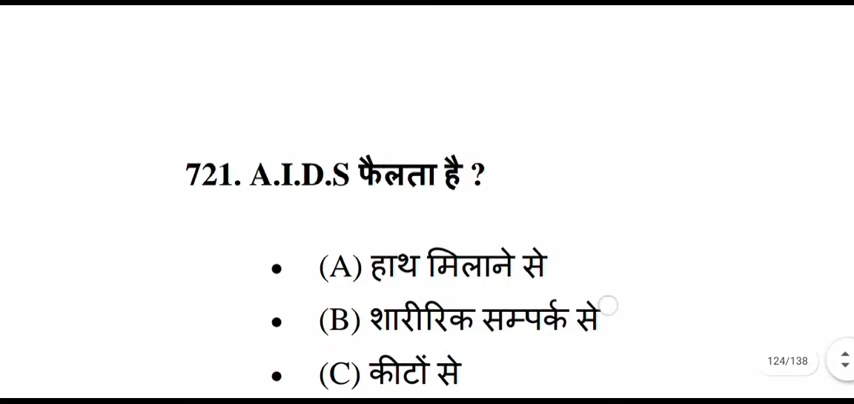 721. A.I.D.S फैलता है ?
• (A) हाथ मिलाने से
• (B) शारीरिक सम्पर्क से
• (C) कीटों से
124/138